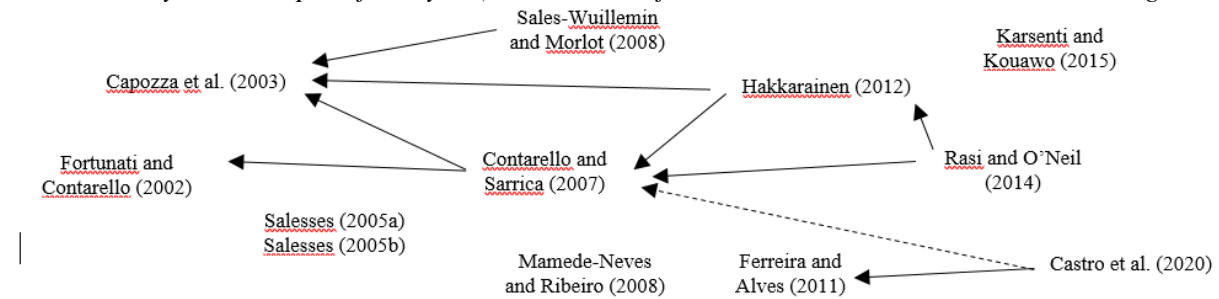 Sales-Wuillemin
and Morlot (2008)
Karsenti and
Kouawo (2015)
Capozza et al. (2003)
Hakkarainen (2012)
Fortunati and
Contarello (2002)
Contarello and
Sarrica (2007)
Rasi and O’Neil
(2014)
Salesses (2005a)
Salesses (2005b)
Mamede-Neves
and Ribeiro (2008)
Ferreira and
Alves (2011)
Castro et al. (2020)